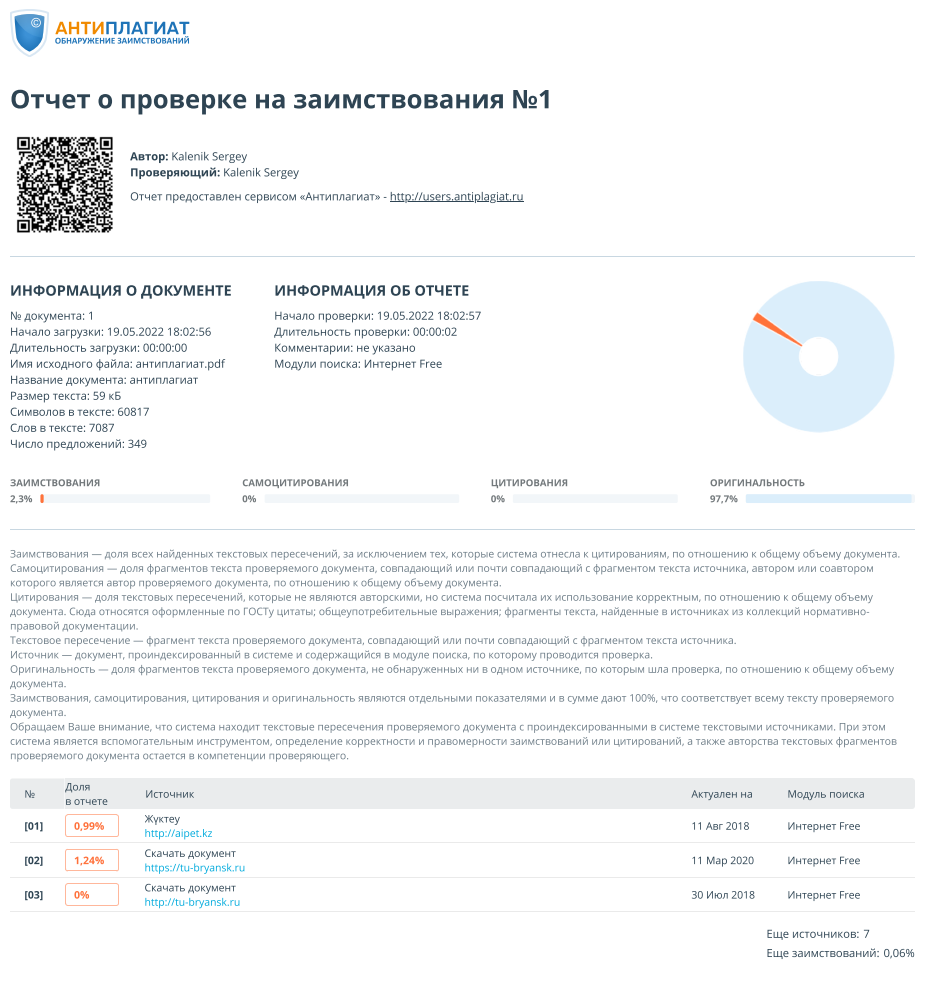 ©
АНТИПЛАГИАТ
ОБНАРУЖЕНИЕ ЗАИМСТВОВАНИЙ
Отчет о проверке на заимствования №1
Автор: Kalenik Sergey
Проверяющий: Kalenik Sergey
Отчет предоставлен сервисом «Антиплагиат» - http://users.antiplagiat.ru
ИНФОРМАЦИЯ О ДОКУМЕНТЕ
№ документа: 1
Начало загрузки: 19.05.2022 18:02:56
Длительность загрузки: 00:00:00
Имя исходного файла: антиплагиат.pdf
Название документа: антиплагиат
Размер текста: 59 кБ
Символов в тексте: 60817
Слов в тексте: 7087
Число предложений: 349
ИНФОРМАЦИЯ ОБ ОТЧЕТЕ
Начало проверки: 19.05.2022 18:02:57
Длительность проверки: 00:00:02
Комментарии: не указано
Модули поиска: Интернет Free
ЗАИМСТВОВАНИЯ
2,3%
САМОЦИТИРОВАНИЯ
0%
ЦИТИРОВАНИЯ
0%
ОРИГИНАЛЬНОСТЬ
97,7%
Заимствования — доля всех найденных текстовых пересечений, за исключением тех, которые система отнесла к цитированиям, по отношению к общему объему документа.
Самоцитирования — доля фрагментов текста проверяемого документа, совпадающий или почти совпадающий с фрагментом текста источника, автором или соавтором
которого является автор проверяемого документа, по отношению к общему объему документа.
Цитирования — доля текстовых пересечений, которые не являются авторскими, но система посчитала их использование корректным, по отношению к общему объему
документа. Сюда относятся оформленные по ГОСТу цитаты; общеупотребительные выражения; фрагменты текста, найденные в источниках из коллекций нормативно-
правовой документации.
Текстовое пересечение — фрагмент текста проверяемого документа, совпадающий или почти совпадающий с фрагментом текста источника.
Источник — документ, проиндексированный в системе и содержащийся в модуле поиска, по которому проводится проверка.
Оригинальность — доля фрагментов текста проверяемого документа, не обнаруженных ни в одном источнике, по которым шла проверка, по отношению к общему объему
документа.
Заимствования, самоцитирования, цитирования и оригинальность являются отдельными показателями и в сумме дают 100%, что соответствует всему тексту проверяемого
документа.
Обращаем Ваше внимание, что система находит текстовые пересечения проверяемого документа с проиндексированными в системе текстовыми источниками. При этом
система является вспомогательным инструментом, определение корректности и правомерности заимствований или цитирований, а также авторства текстовых фрагментов
проверяемого документа остается в компетенции проверяющего.
№ Доля в отчете Источник Актуален на Модуль поиска
[01] 0,99% Жүктеу 11 Авг 2018 Интернет Free
http://aipet.kz
[02] 1,24% Скачать документ 11 Мар 2020 Интернет Free
https://tu-bryansk.ru
[03] 0% Скачать документ 30 Июл 2018 Интернет Free
http://tu-bryansk.ru
Еще источников: 7
Еще заимствований: 0,06%